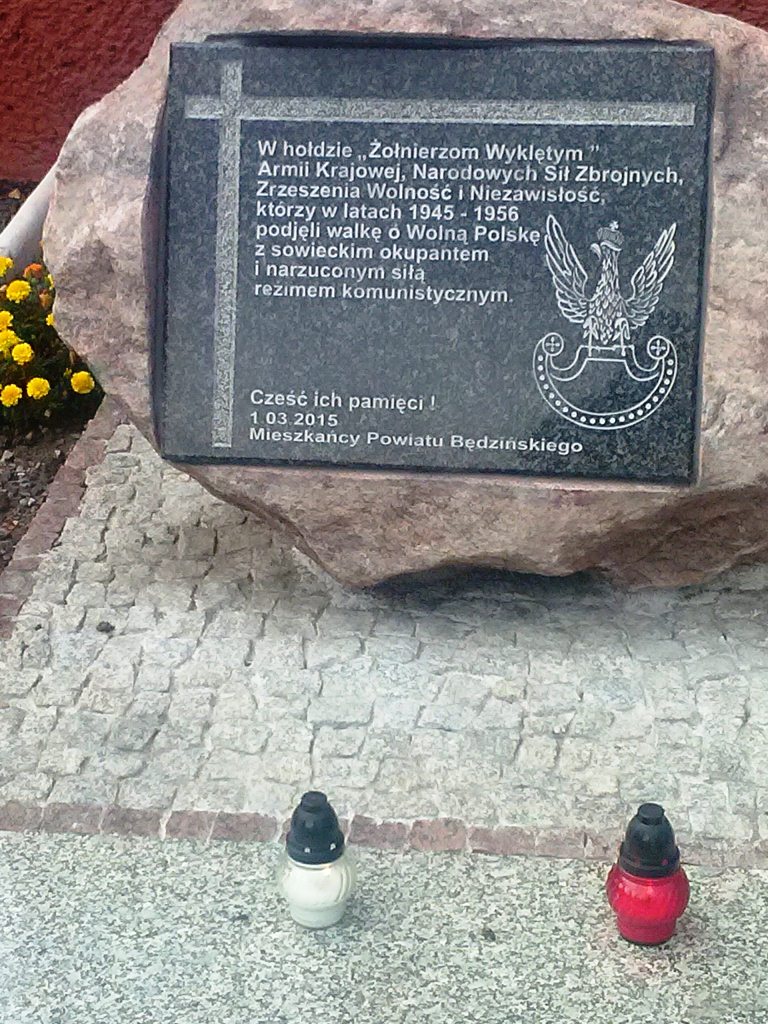 W hołdzie „Żołnierzom Wyklętym ”
Armii Krajowej, Narodowych Sił Zbrojnych,
Zrzeszenia Wolność i Niezawisłość,
którzy w latach 1945 - 1956
podjęli walkę o Wolną Polskę
z sowieckim okupantem
i narzuconym siłą
reżimem komunistycznym.
Cześć ich pamięci !
1.03.2015
Mieszkańcy Powiatu Będzińskiego